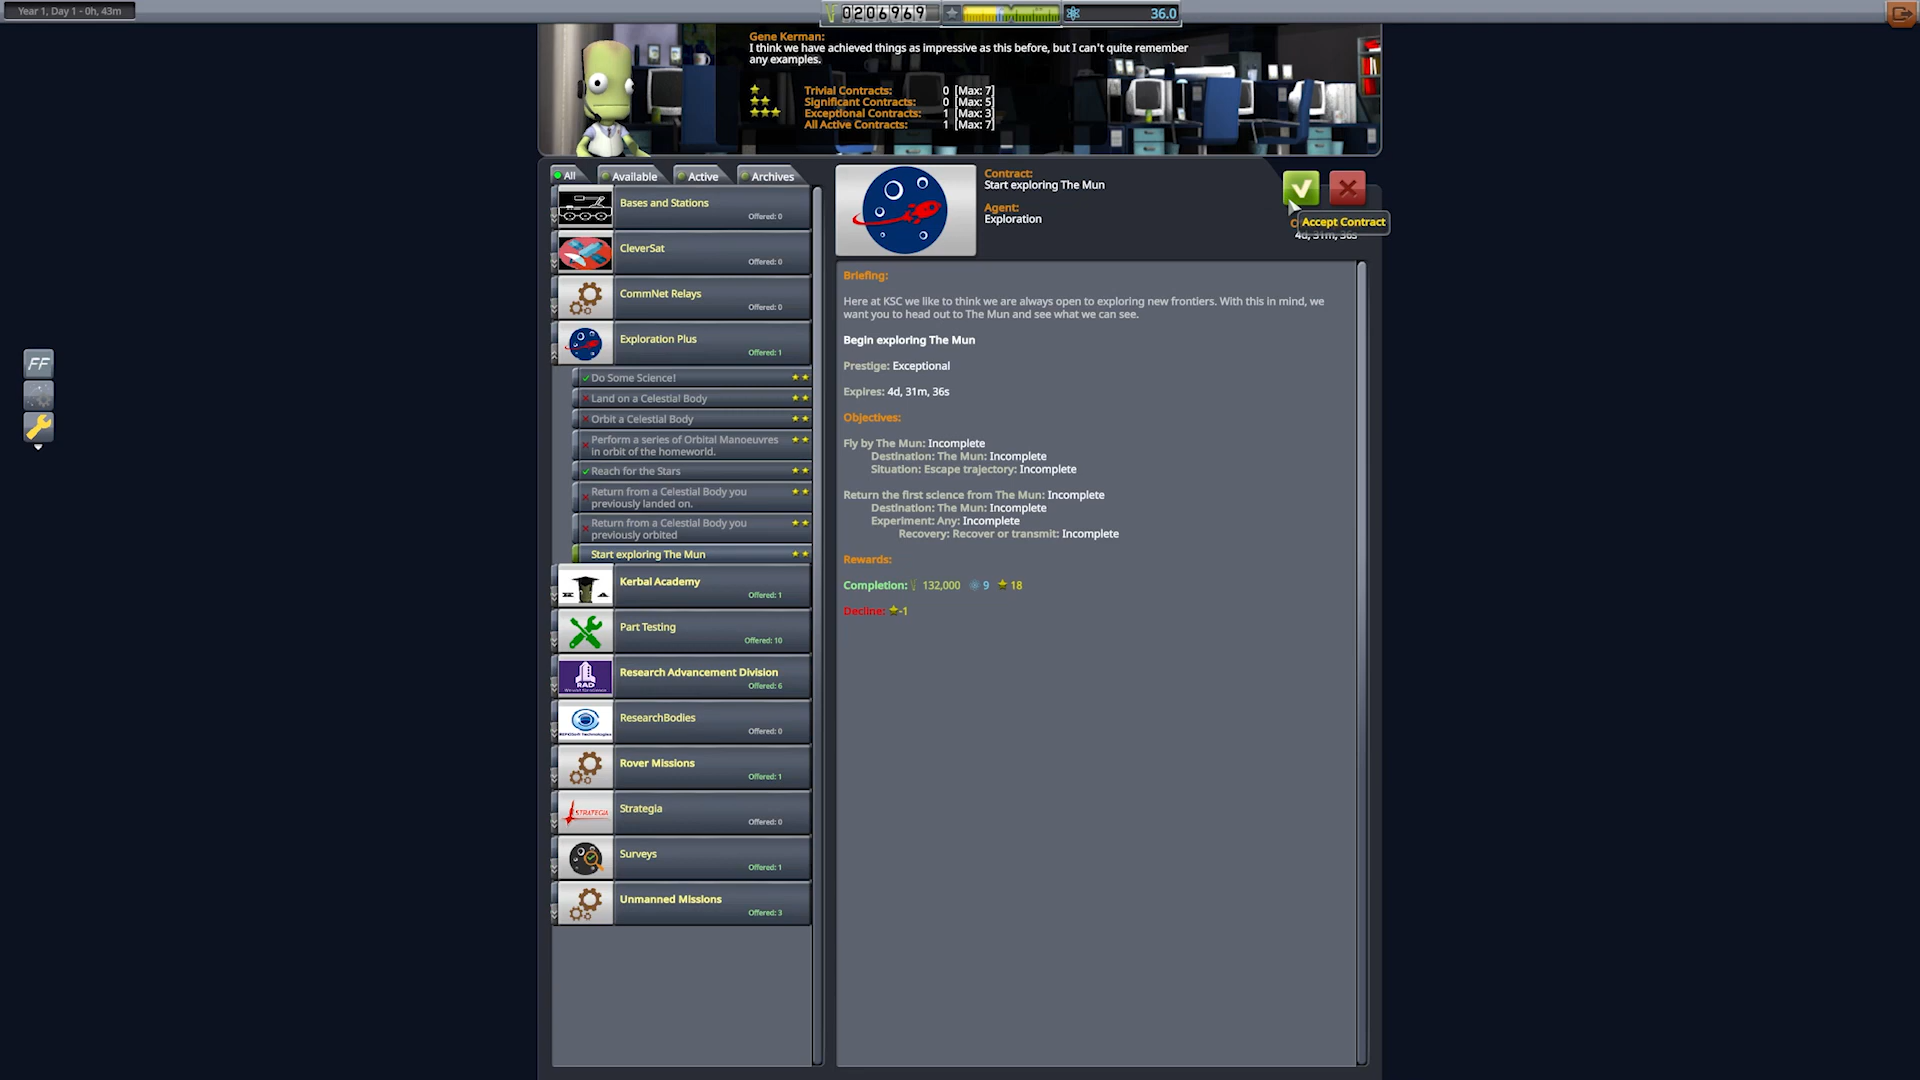 Year 1, Day 1 - 0h, 43m
0206969
36.0
Gene Kerman:
I think we have achieved things as impressive as this before, but I can't quite remember
any examples.
Trivial Contracts: 0 [Max: 7]
Significant Contracts: 0 [Max: 5]
Exceptional Contracts: 1 [Max: 3]
All Active Contracts: 1 [Max: 7]
All
Available
Active
Archives
Bases and Stations
Offered: 0
CleverSat
Offered: 0
CommNet Relays
Offered: 0
Exploration Plus
Offered: 1
Do Some Science!
Land on a Celestial Body
Orbit a Celestial Body
Perform a series of Orbital Manoeuvres
in orbit of the homeworld.
Reach for the Stars
Return from a Celestial Body you
previously landed on.
Return from a Celestial Body you
previously orbited
Start exploring The Mun
Kerbal Academy
Offered: 1
Part Testing
Offered: 10
RAD
Research Advancement Division
Offered: 6
ResearchBodies
Offered: 0
Rover Missions
Offered: 1
STRATEGIA
Strategia
Offered: 0
Surveys
Offered: 1
Unmanned Missions
Offered: 3
Contract:
Start exploring The Mun
Agent:
Exploration
Accept Contract
4d, 31m, 36s
Briefing:
Here at KSC we like to think we are always open to exploring new frontiers. With this in mind, we
want you to head out to The Mun and see what we can see.
Begin exploring The Mun
Prestige: Exceptional
Expires: 4d, 31m, 36s
Objectives:
Fly by The Mun: Incomplete
Destination: The Mun: Incomplete
Situation: Escape trajectory: Incomplete
Return the first science from The Mun: Incomplete
Destination: The Mun: Incomplete
Experiment: Any: Incomplete
Recovery: Recover or transmit: Incomplete
Rewards:
Completion: 132,000 9 18
Decline: -1
FF